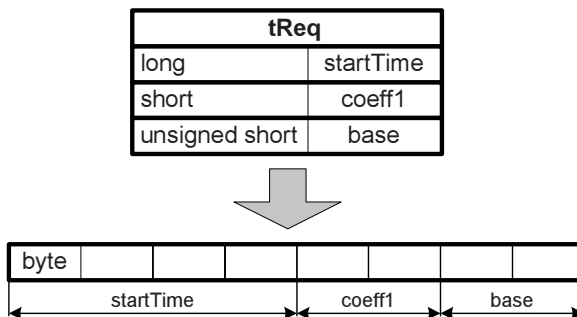 tReq
long startTime
short coeff1
unsigned short base
byte
startTime coeff1 base